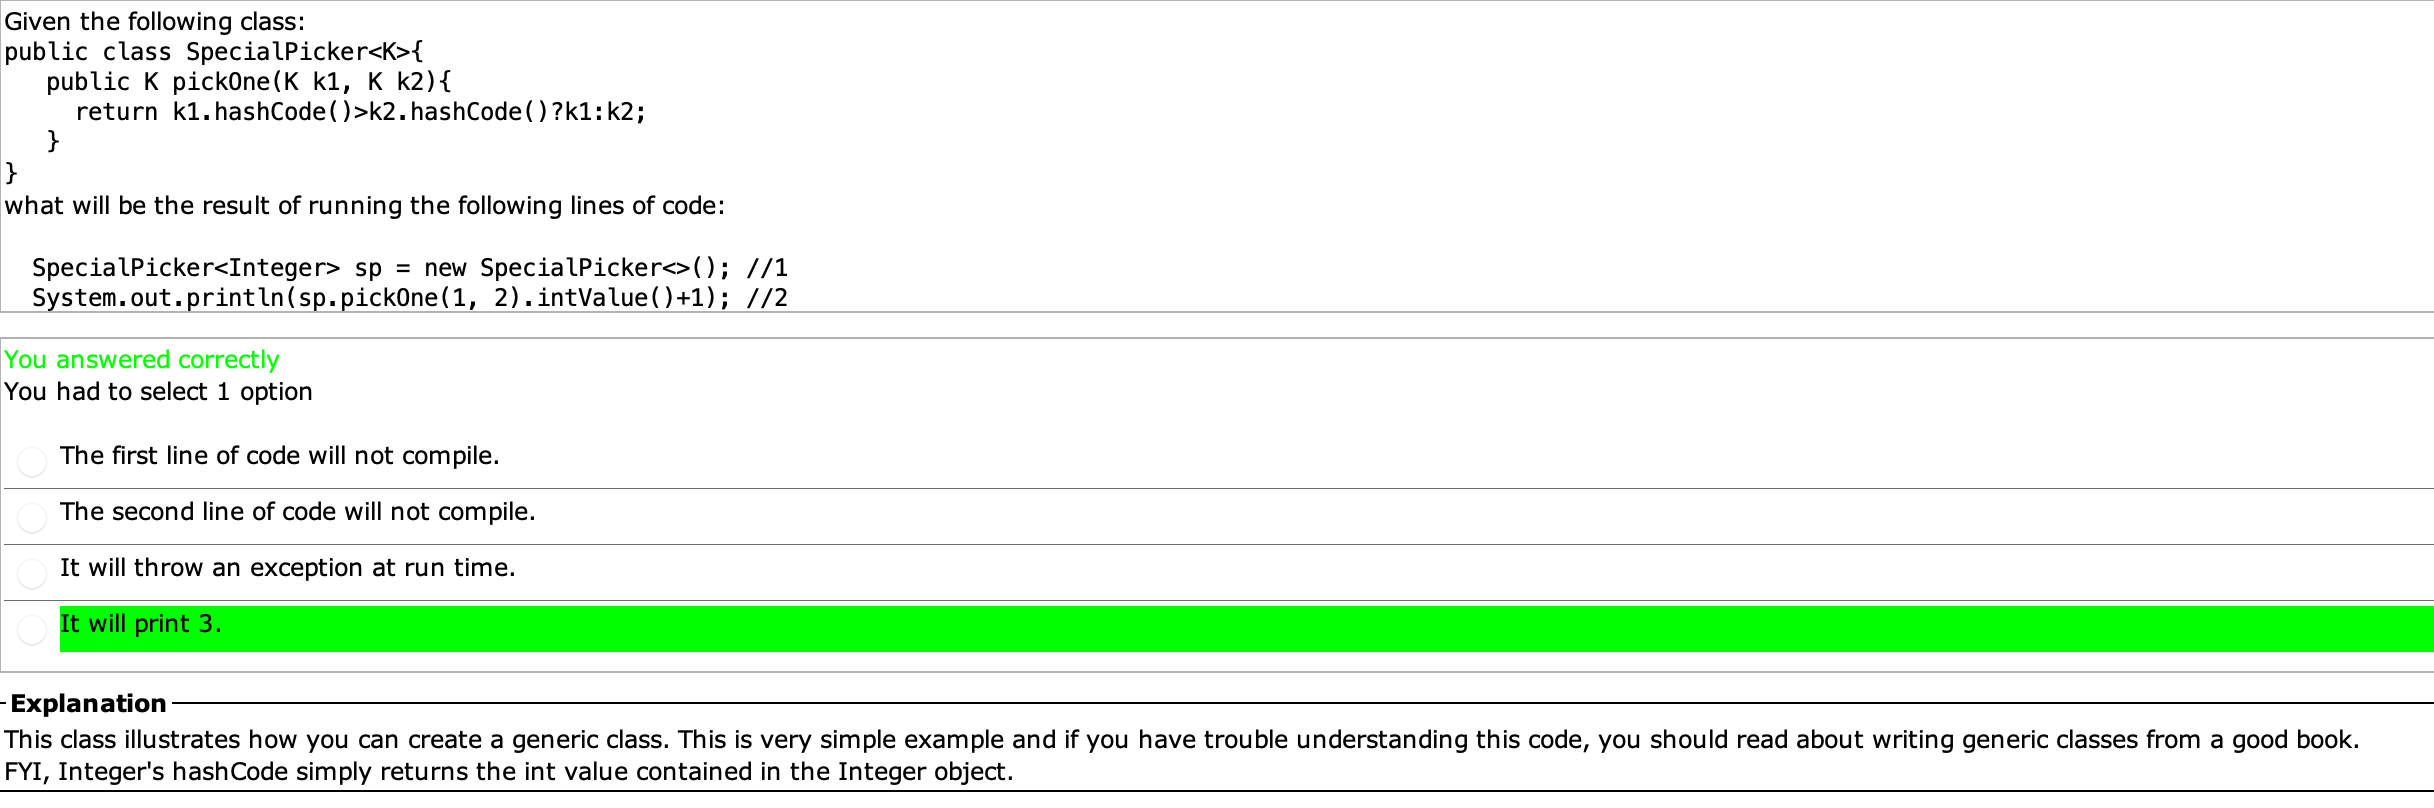 Given the following class:
public class SpecialPicker<K>{
   public K pickOne(K k1, K k2){
     return k1.hashCode()>k2.hashCode()?k1:k2;
   }
}
what will be the result of running the following lines of code:
  SpecialPicker<Integer> sp = new SpecialPicker<>(); //1
  System.out.println(sp.pickOne(1, 2).intValue()+1); //2
You answered correctly
You had to select 1 option
The first line of code will not compile.
The second line of code will not compile.
It will throw an exception at run time.
It will print 3.
Explanation
This class illustrates how you can create a generic class. This is very simple example and if you have trouble understanding this code, you should read about writing generic classes from a good book.
FYI, Integer's hashCode simply returns the int value contained in the Integer object.